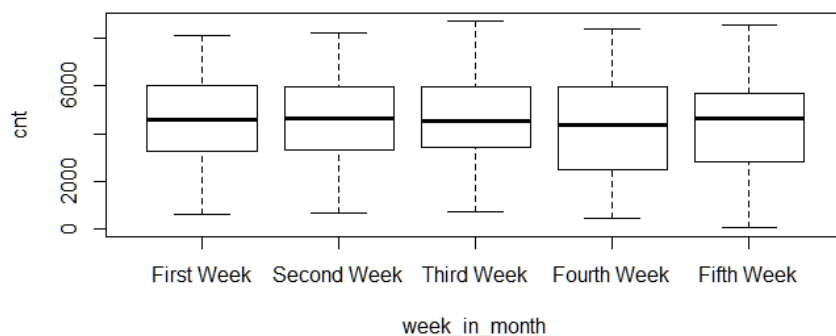 6000
cnt
2000
0
First Week Second Week Third Week Fourth Week Fifth Week
week_in_month